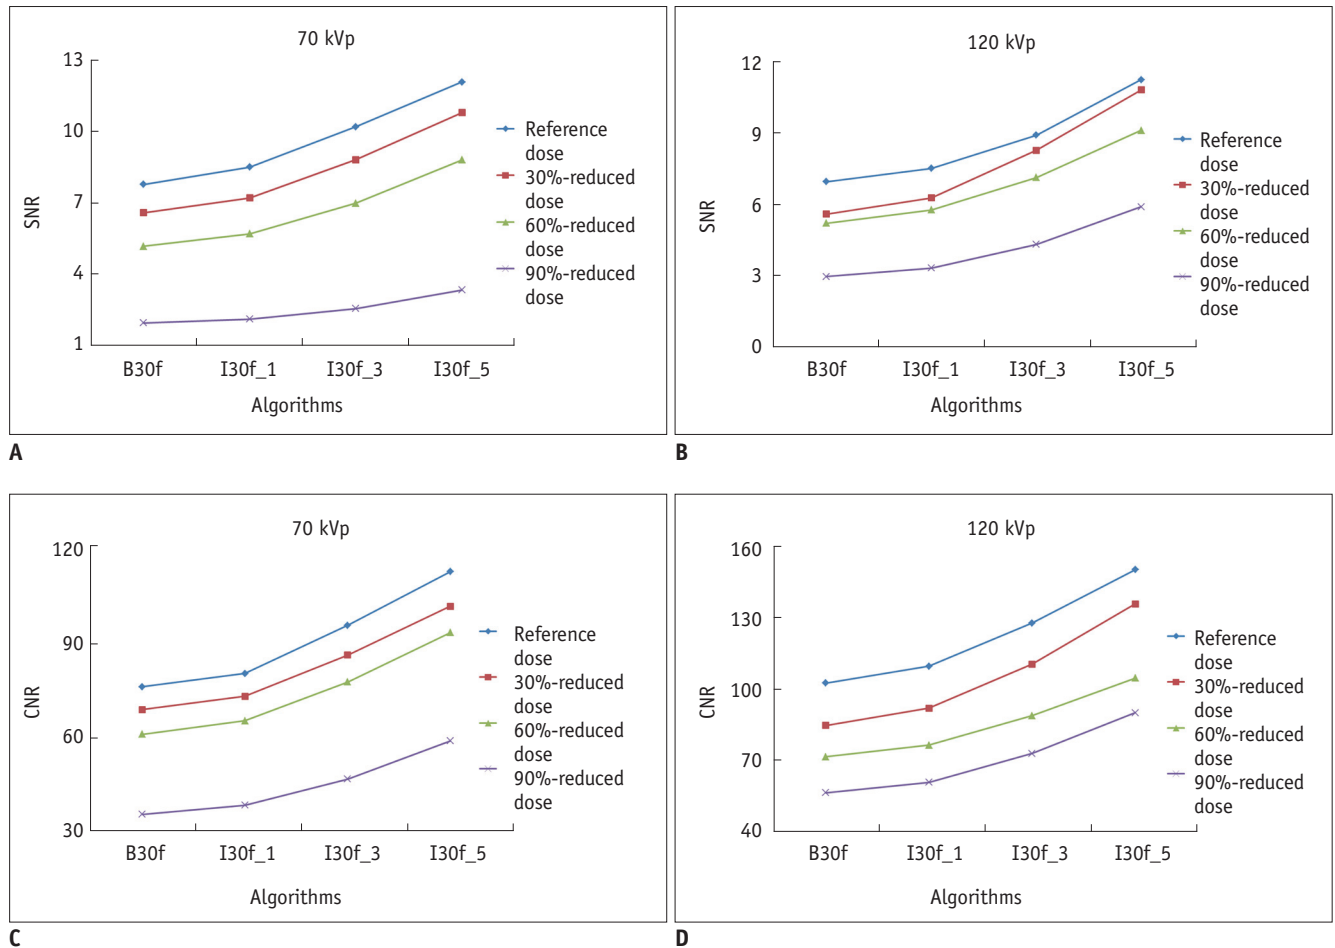 70 kVp
13
10
7
4
1
SNR
B30f I30f_1 I30f_3 I30f_5
Algorithms
Reference
dose
30%-reduced
dose
60%-reduced
dose
90%-reduced
dose
A
120 kVp
12
9
6
3
0
SNR
B30f I30f_1 I30f_3 I30f_5
Algorithms
Reference
dose
30%-reduced
dose
60%-reduced
dose
90%-reduced
dose
B
70 kVp
120
90
60
30
CNR
B30f I30f_1 I30f_3 I30f_5
Algorithms
Reference
dose
30%-reduced
dose
60%-reduced
dose
90%-reduced
dose
C
120 kVp
160
130
100
70
40
CNR
B30f I30f_1 I30f_3 I30f_5
Algorithms
Reference
dose
30%-reduced
dose
60%-reduced
dose
90%-reduced
dose
D